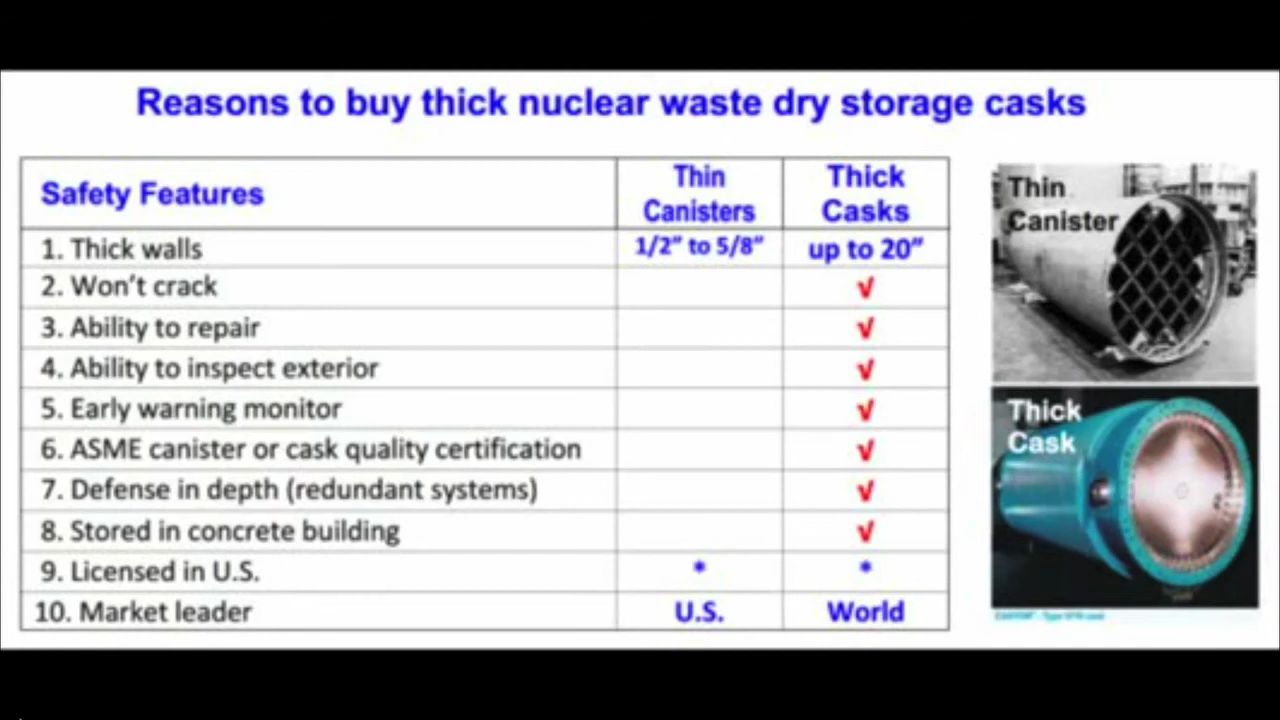 Reasons to buy thick nuclear waste dry storage casks
Safety Features
Thin
Canisters
Thick
Casks
1. Thick walls
1/2” to 5/8”
up to 20”
2. Won’t crack
√
3. Ability to repair
√
4. Ability to inspect exterior
√
5. Early warning monitor
√
6. ASME canister or cask quality certification
√
7. Defense in depth (redundant systems)
√
8. Stored in concrete building
√
9. Licensed in U.S.
*
*
10. Market leader
U.S.
World
Thin
Canister
Thick
Cask